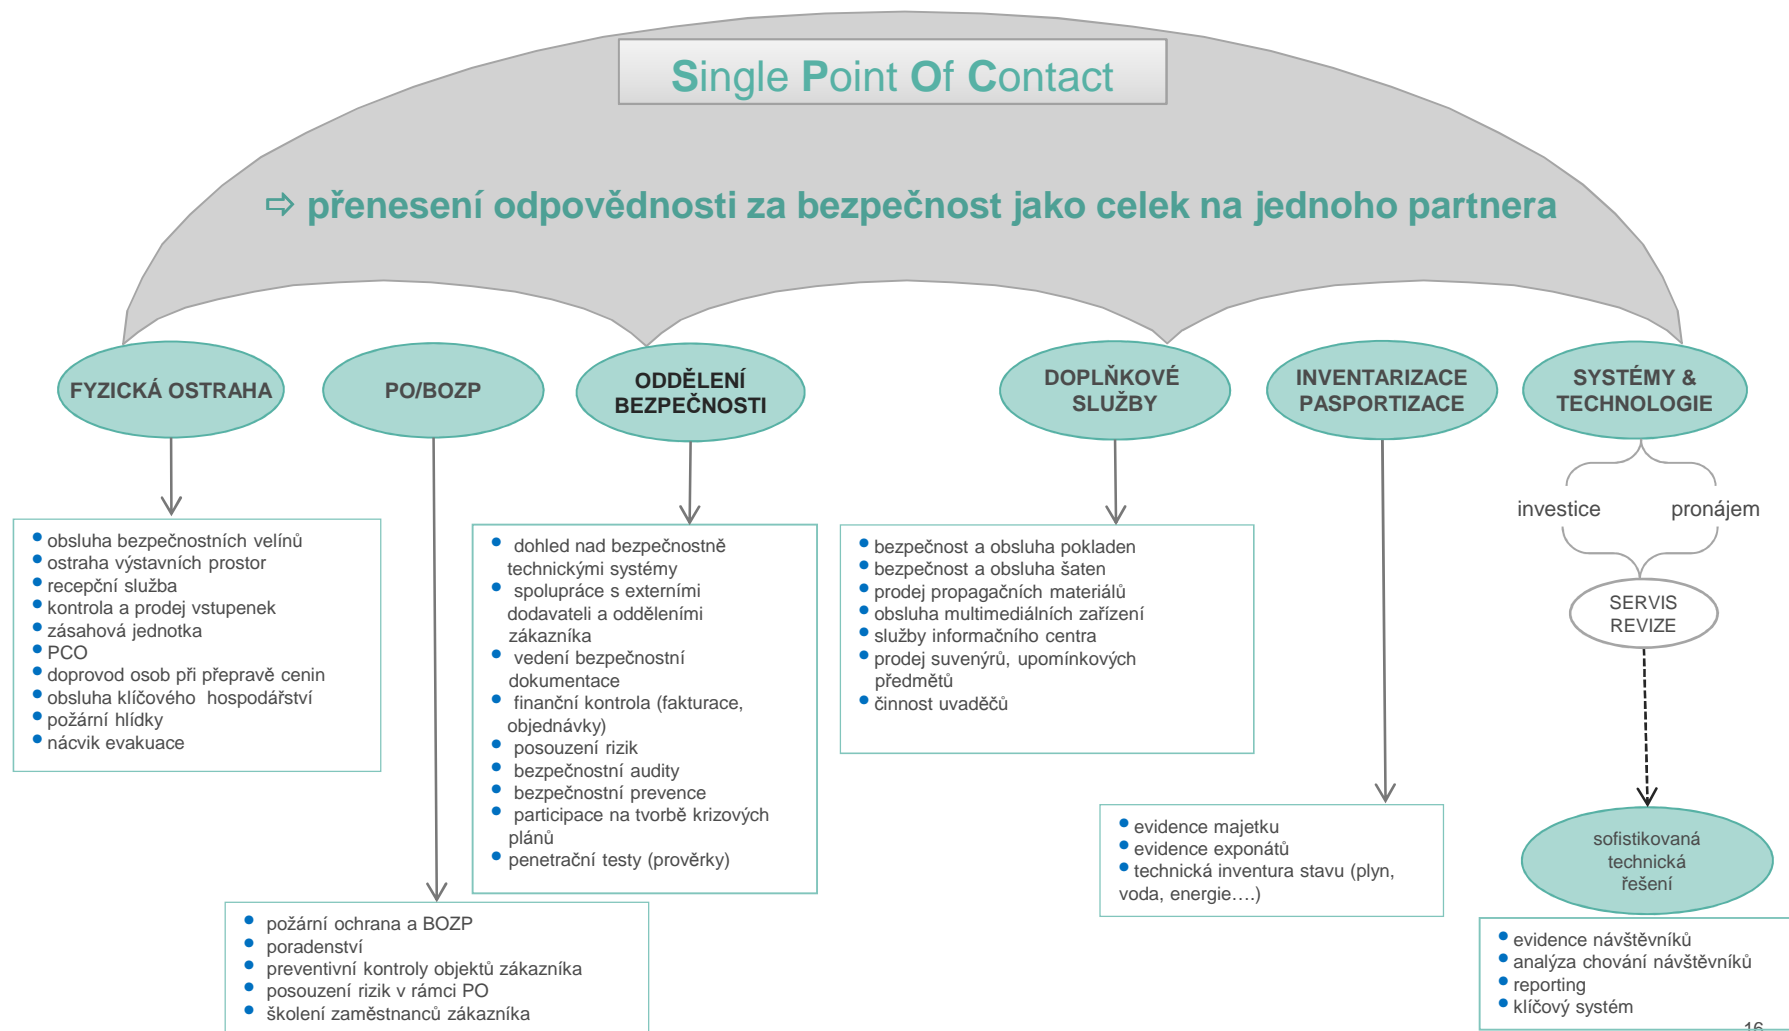 Single Point Of Contact
⇨ přenesení odpovědnosti za bezpečnost jako celek na jednoho partnera
FYZICKÁ OSTRAHA
PO/BOZP
ODDĚLENÍ
BEZPEČNOSTI
DOPLŇKOVÉ
SLUŽBY
INVENTARIZACE
PASPORTIZACE
SYSTÉMY &
TECHNOLOGIE
• obsluha bezpečnostních velínů
• ostraha výstavních prostor
• recepční služba
• kontrola a prodej vstupenek
• zásahová jednotka
• PCO
• doprovod osob při přepravě cenin
• obsluha klíčového hospodářství
• požární hlídky
• nácvik evakuace
• požární ochrana a BOZP
• poradenství
• preventivní kontroly objektů zákazníka
• posouzení rizik v rámci PO
• školení zaměstnanců zákazníka
• dohled nad bezpečnostně
technickými systémy
• spolupráce s externími
dodavateli a odděleními
zákazníka
• vedení bezpečnostní
dokumentace
• finanční kontrola (fakturace,
objednávky)
• posouzení rizik
• bezpečnostní audity
• bezpečnostní prevence
• participace na tvorbě krizových
plánů
• penetrační testy (prověrky)
• bezpečnost a obsluha pokladen
• bezpečnost a obsluha šaten
• prodej propagačních materiálů
• obsluha multimediálních zařízení
• služby informačního centra
• prodej suvenýrů, upomínkových
předmětů
• činnost uvaděčů
• evidence majetku
• evidence exponátů
• technická inventura stavu (plyn,
voda, energie….)
investice
pronájem
SERVIS
REVIZE
sofistikovaná
technická
řešení
• evidence návštěvníků
• analýza chování návštěvníků
• reporting
• klíčový systém
16